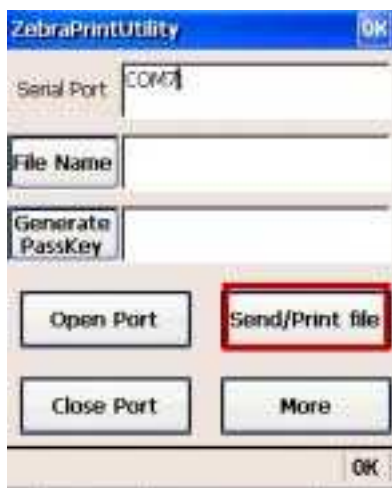 ZebraPrintUtility OK
Serial Port COM7
File Name
Generate
PassKey
Open Port Send/Print file
Close Port More
OK